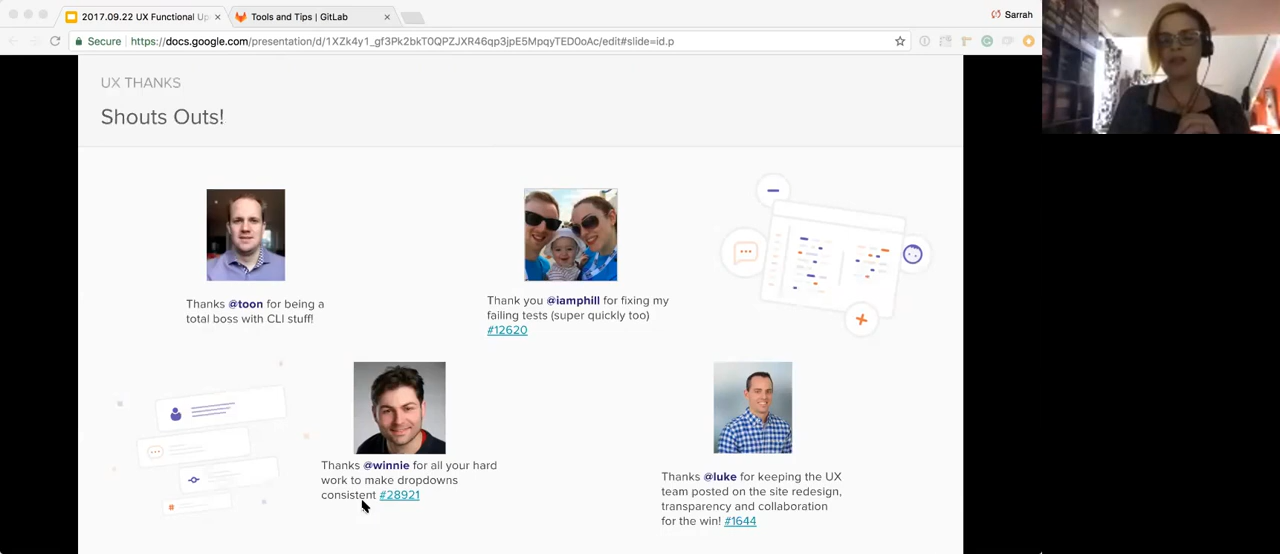 2017.09.22 UX Functional Up
Tools and Tips | GitLab
Sarrah
Secure
https://docs.google.com/presentation/d/1XZk4y1_gf3Pk2bkT0QPZJXR46qp3jpE5MpqyTED0oAc/edit#slide=id.p
UX THANKS
Shouts Outs!
Thanks @toon for being a
total boss with CLI stuff!
Thank you @iamphill for fixing my
failing tests (super quickly too)
#12620
Thanks @winnie for all your hard
work to make dropdowns
consistent #28921
Thanks @luke for keeping the UX
team posted on the site redesign,
transparency and collaboration
for the win! #1644